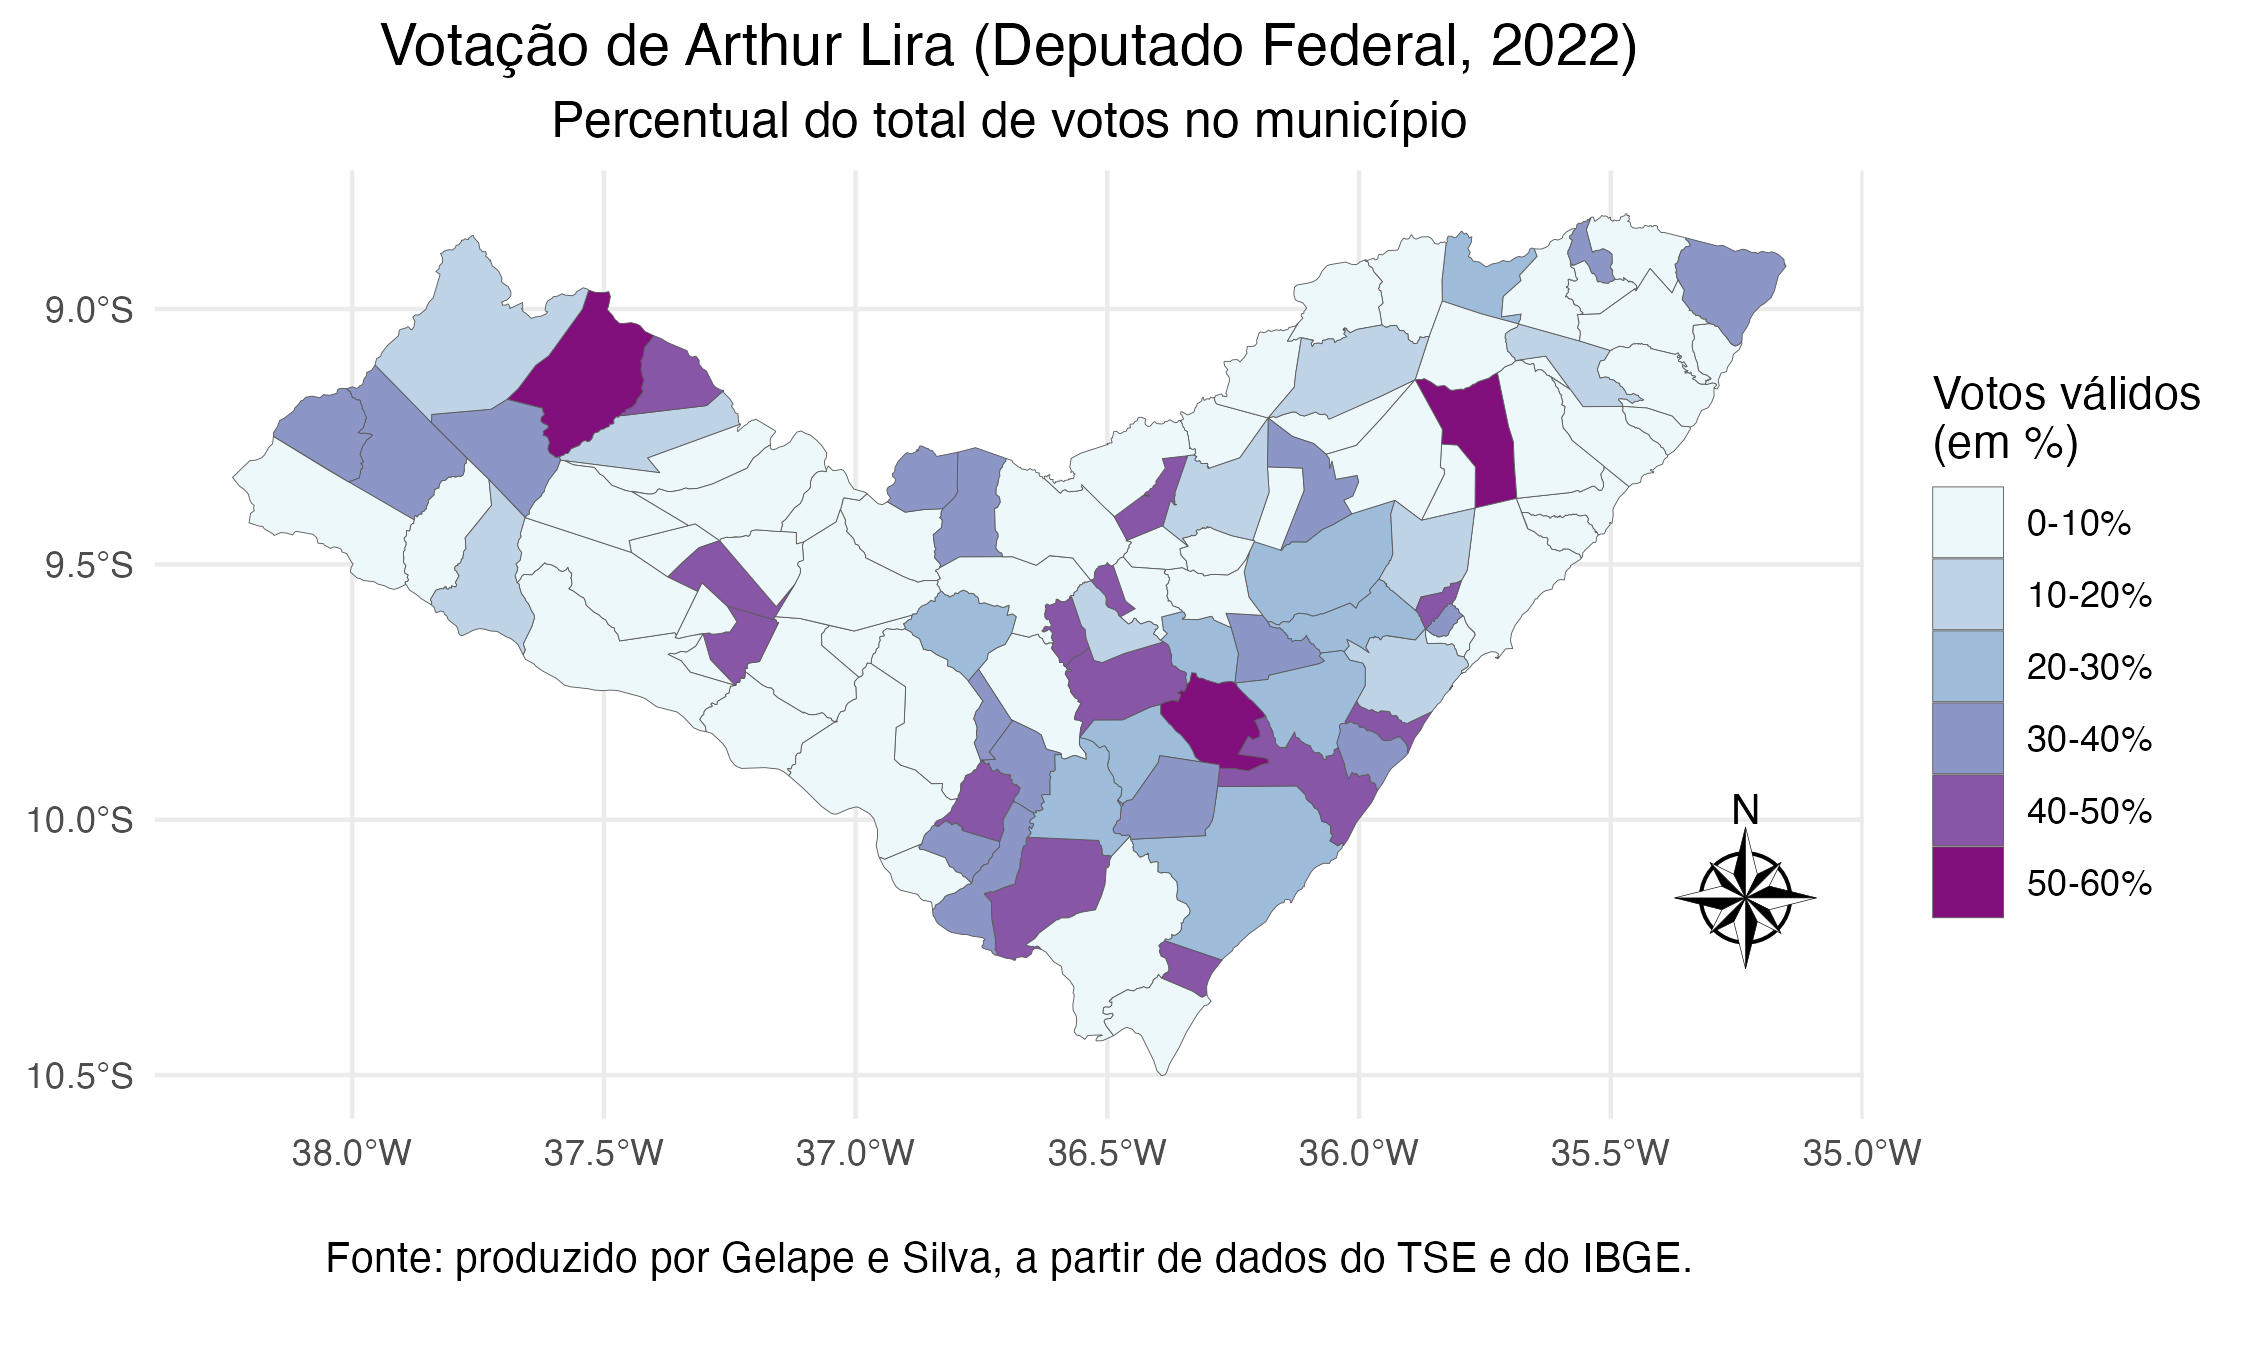 Votação de Arthur Lira (Deputado Federal, 2022)
Percentual do total de votos no município
9.0°S
9.5°S
10.0°S
10.5°S
38.0°W
37.5°W
37.0°W
36.5°W
36.0°W
35.5°W
35.0°W
N
Votos válidos
(em %)
0-10%
10-20%
20-30%
30-40%
40-50%
50-60%
Fonte: produzido por Gelape e Silva, a partir de dados do TSE e do IBGE.